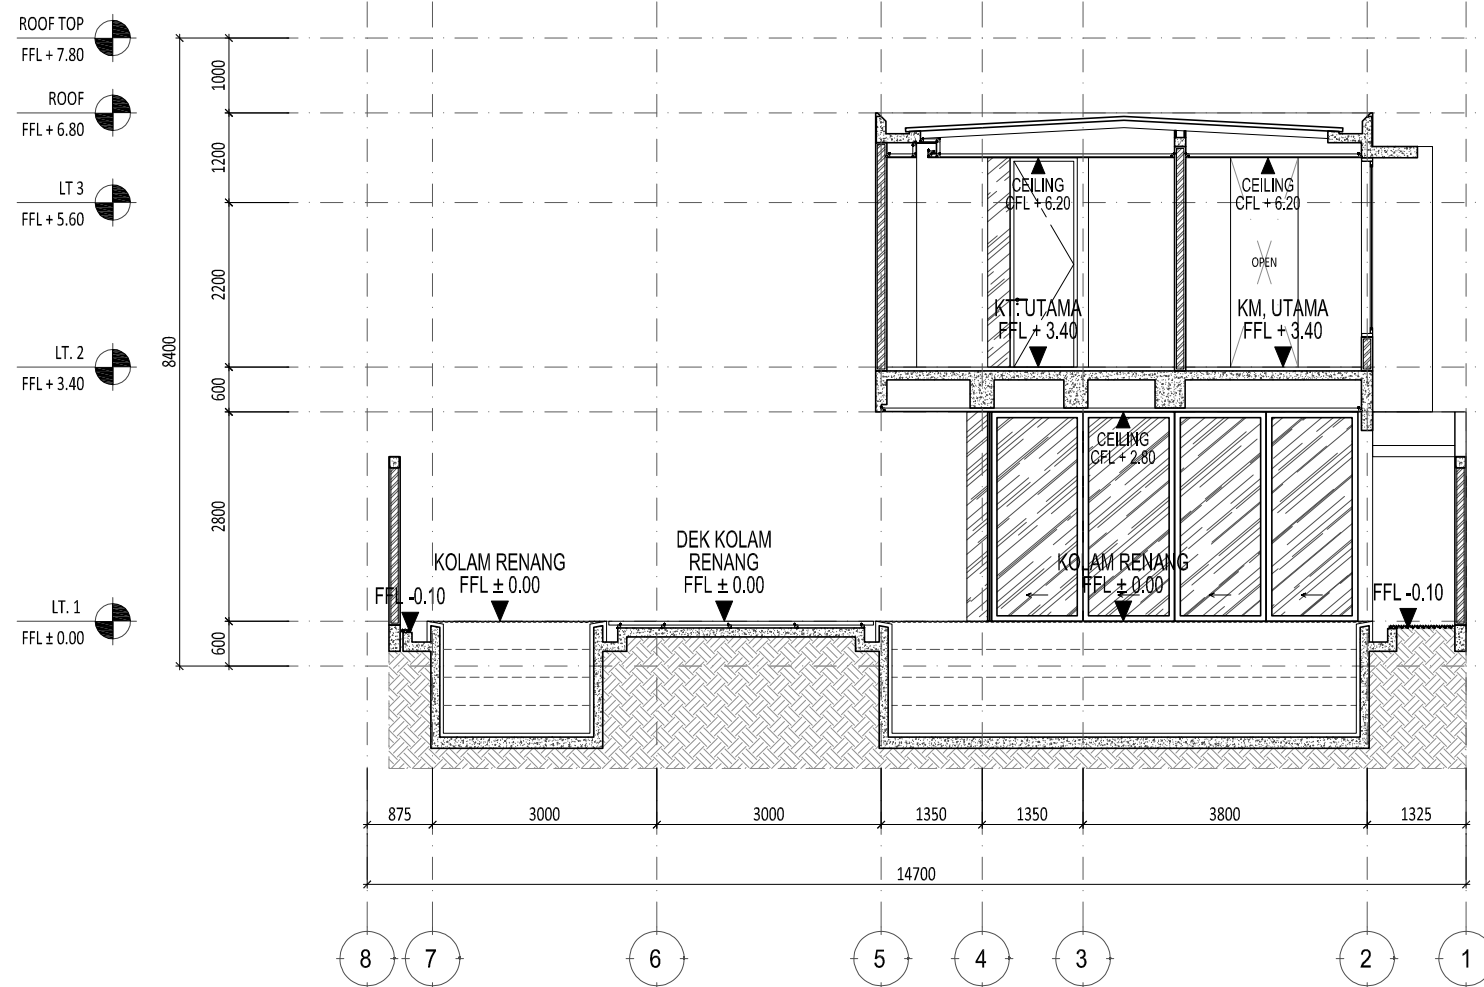 ROOF TOP
FFL + 7.80
ROOF
FFL + 6.80
LT 3
FFL + 5.60
LT. 2
FFL + 3.40
LT. 1
FFL ± 0.00
8400
1000
1200
2200
600
2800
600
CEILING
CFL + 6.20
CEILING
CFL + 6.20
OPEN
KT. UTAMA
FFL + 3.40
KM, UTAMA
FFL + 3.40
CEILING
CFL + 2.80
KOLAM RENANG
FFL ± 0.00
DEK KOLAM
RENANG
FFL ± 0.00
KOLAM RENANG
FFL ± 0.00
FFL -0.10
FFL -0.10
875
3000
3000
1350
1350
3800
1325
14700
8
7
6
5
4
3
2
1